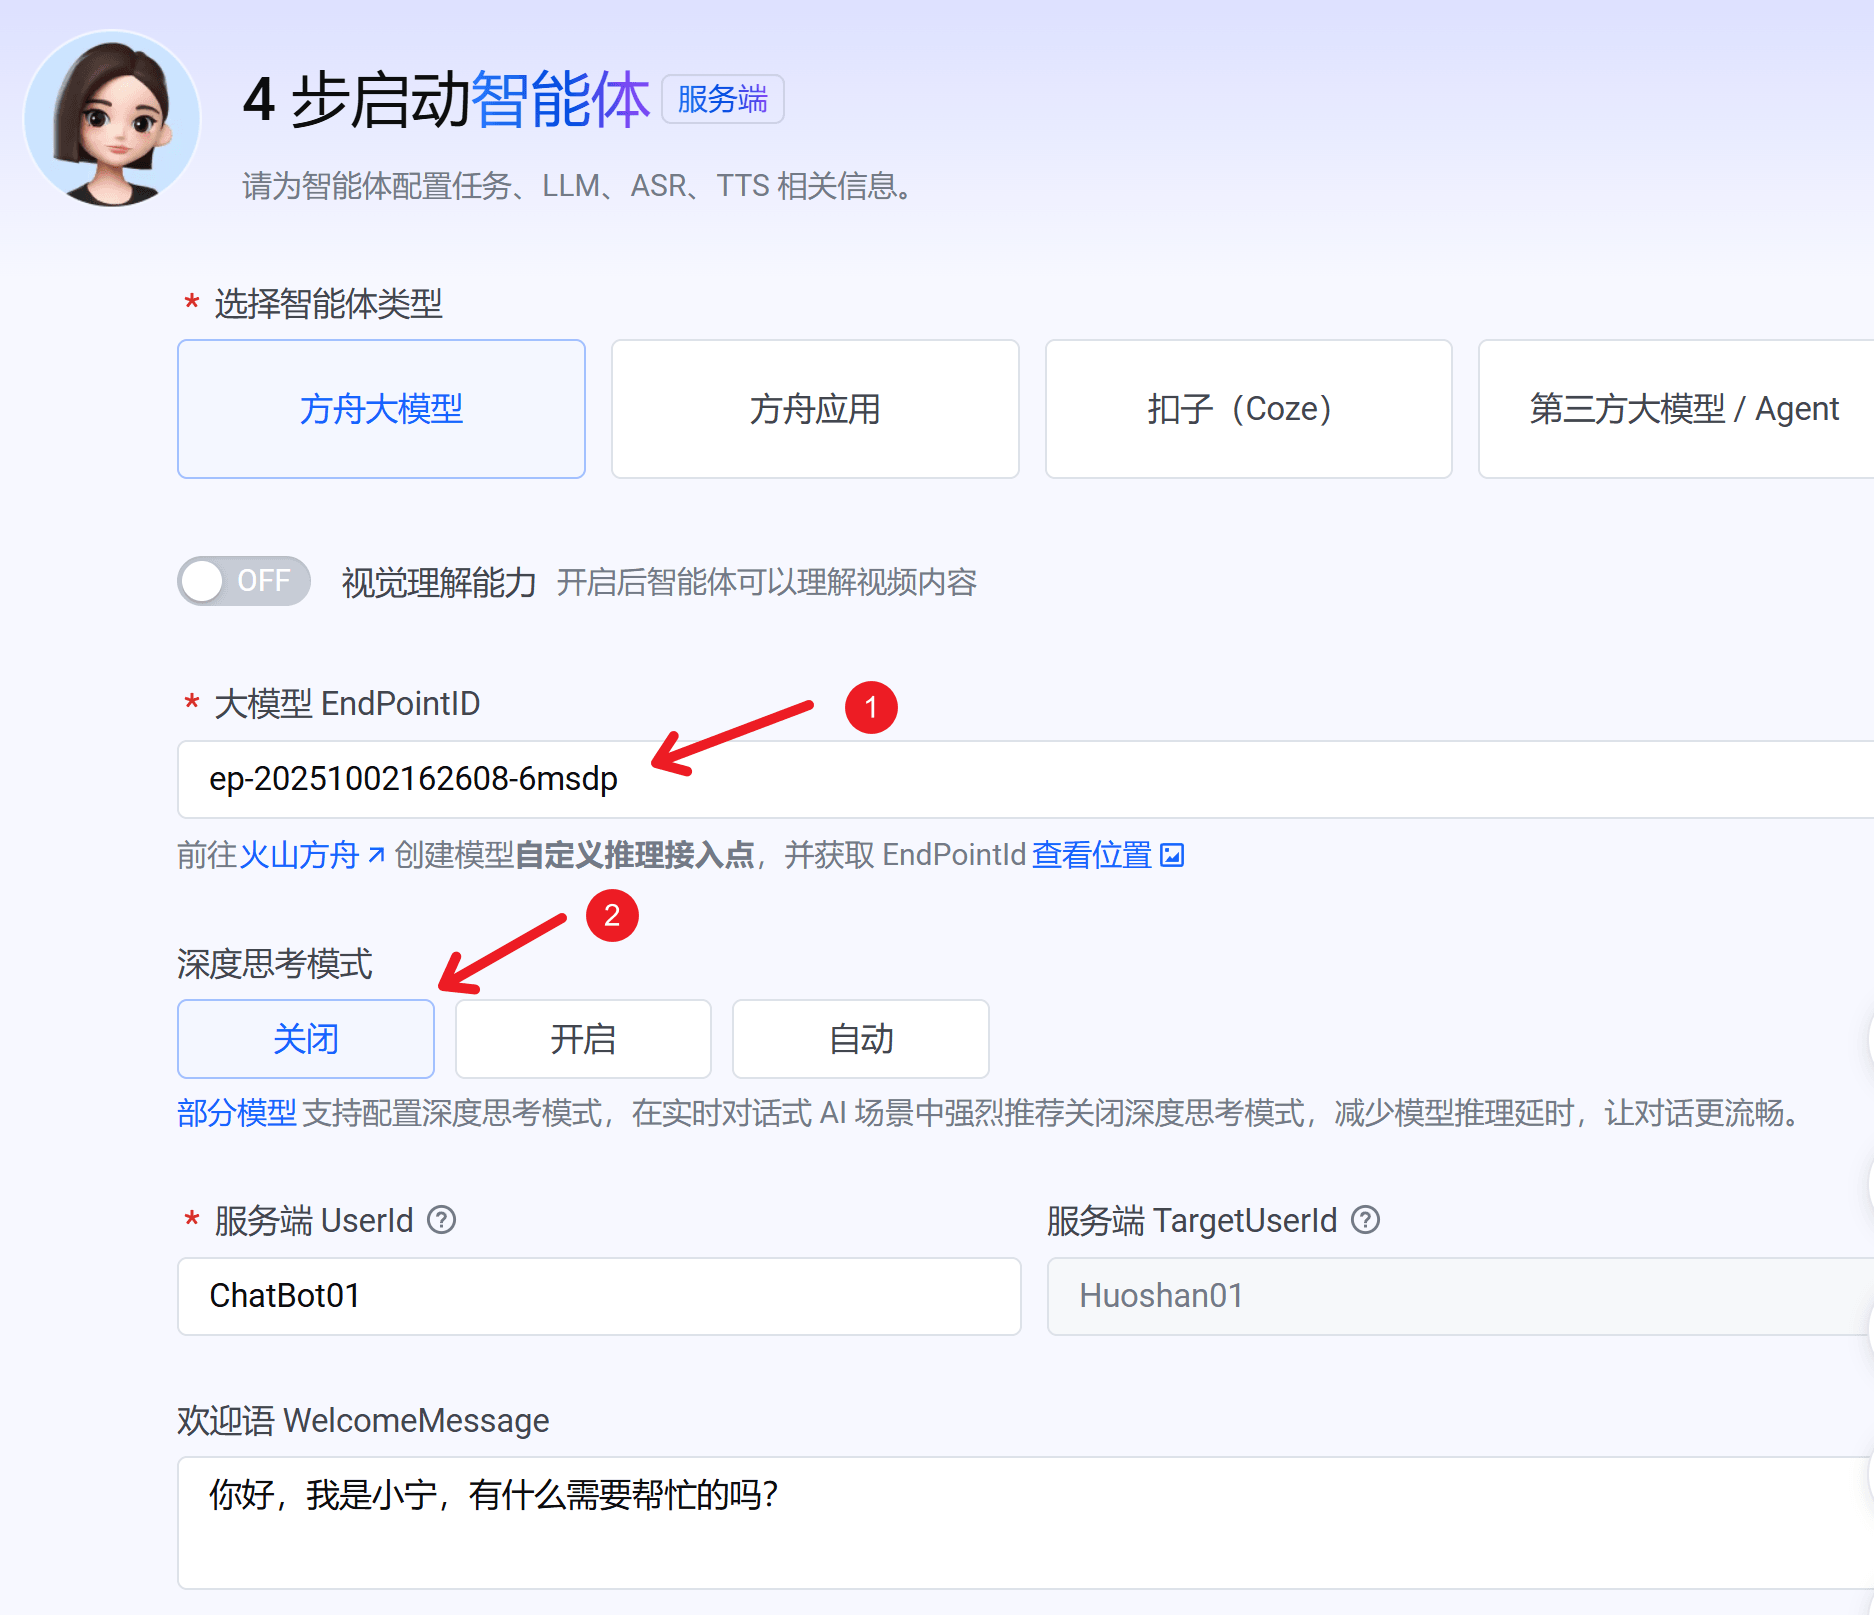 4 步启动智能体 服务端
请为智能体配置任务、LLM、ASR、TTS 相关信息。
* 选择智能体类型
方舟大模型 方舟应用 扣子（Coze） 第三方大模型 / Agent
OFF 视觉理解能力 开启后智能体可以理解视频内容
* 大模型 EndPointID
1
ep-20251002162608-6msdp
前往火山方舟 创建模型自定义推理接入点，并获取 EndPointId 查看位置
2
深度思考模式
关闭 开启 自动
部分模型 支持配置深度思考模式，在实时对话式 AI 场景中强烈推荐关闭深度思考模式，减少模型推理延时，让对话更流畅。
* 服务端 UserId ? 服务端 TargetUserId ?
ChatBot01 Huoshan01
欢迎语 WelcomeMessage
你好，我是小宁，有什么需要帮忙的吗？